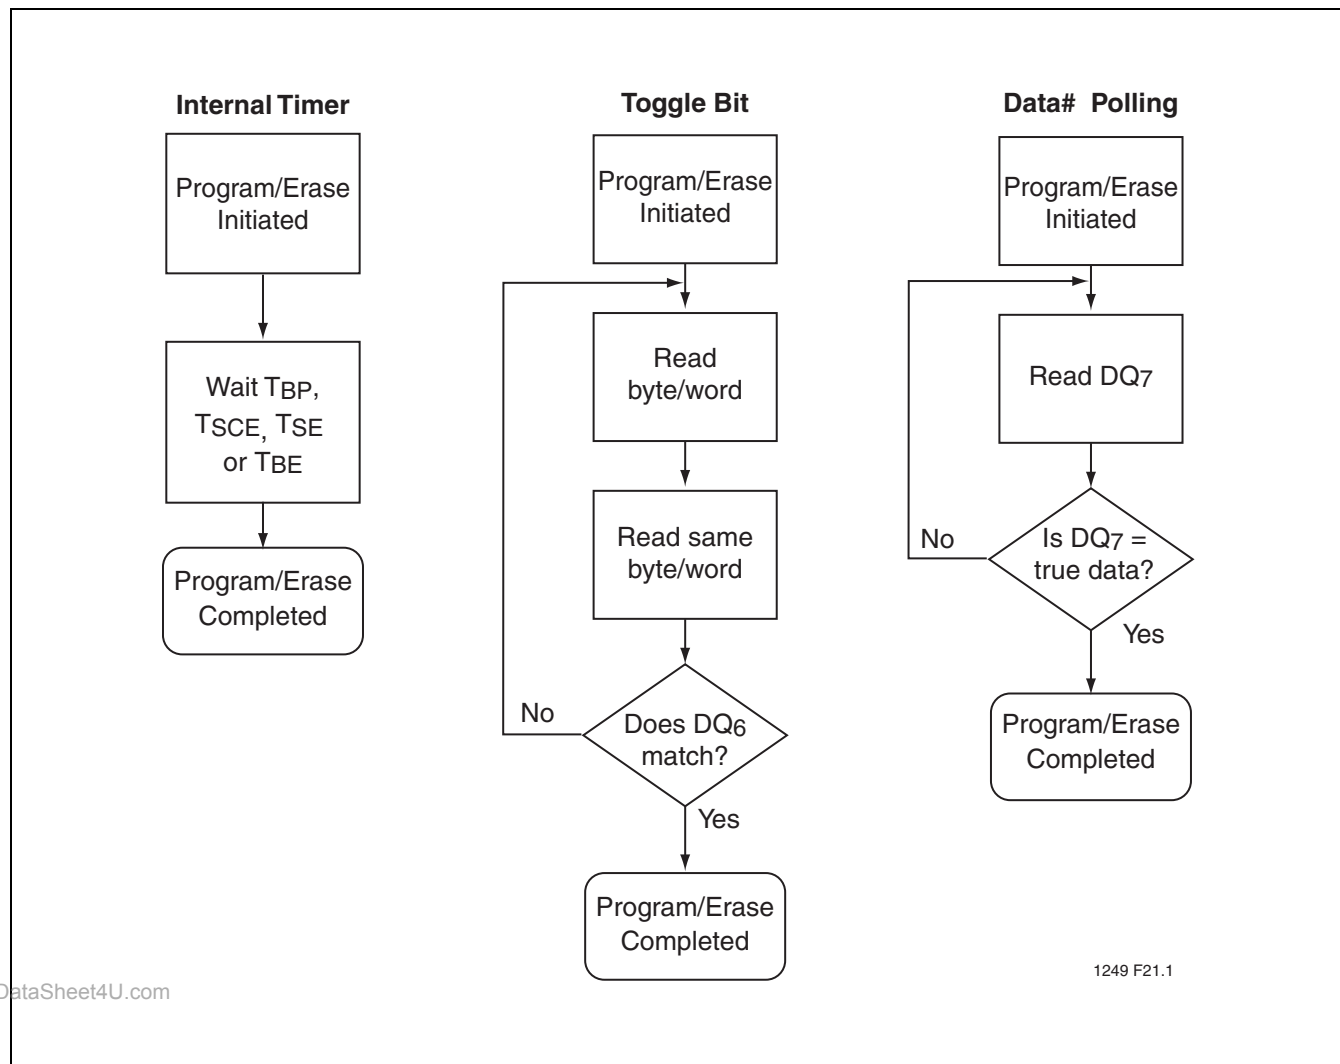 Internal Timer
Program/Erase
Initiated
Wait TBP,
TSCE, TSE
or TBE
Program/Erase
Completed
Toggle Bit
Program/Erase
Initiated
Read
byte/word
Read same
byte/word
No
Does DQ6
match?
Yes
Program/Erase
Completed
Data# Polling
Program/Erase
Initiated
Read DQ7
No
Is DQ7 =
true data?
Yes
Program/Erase
Completed
1249 F21.1
DataSheet4U.com